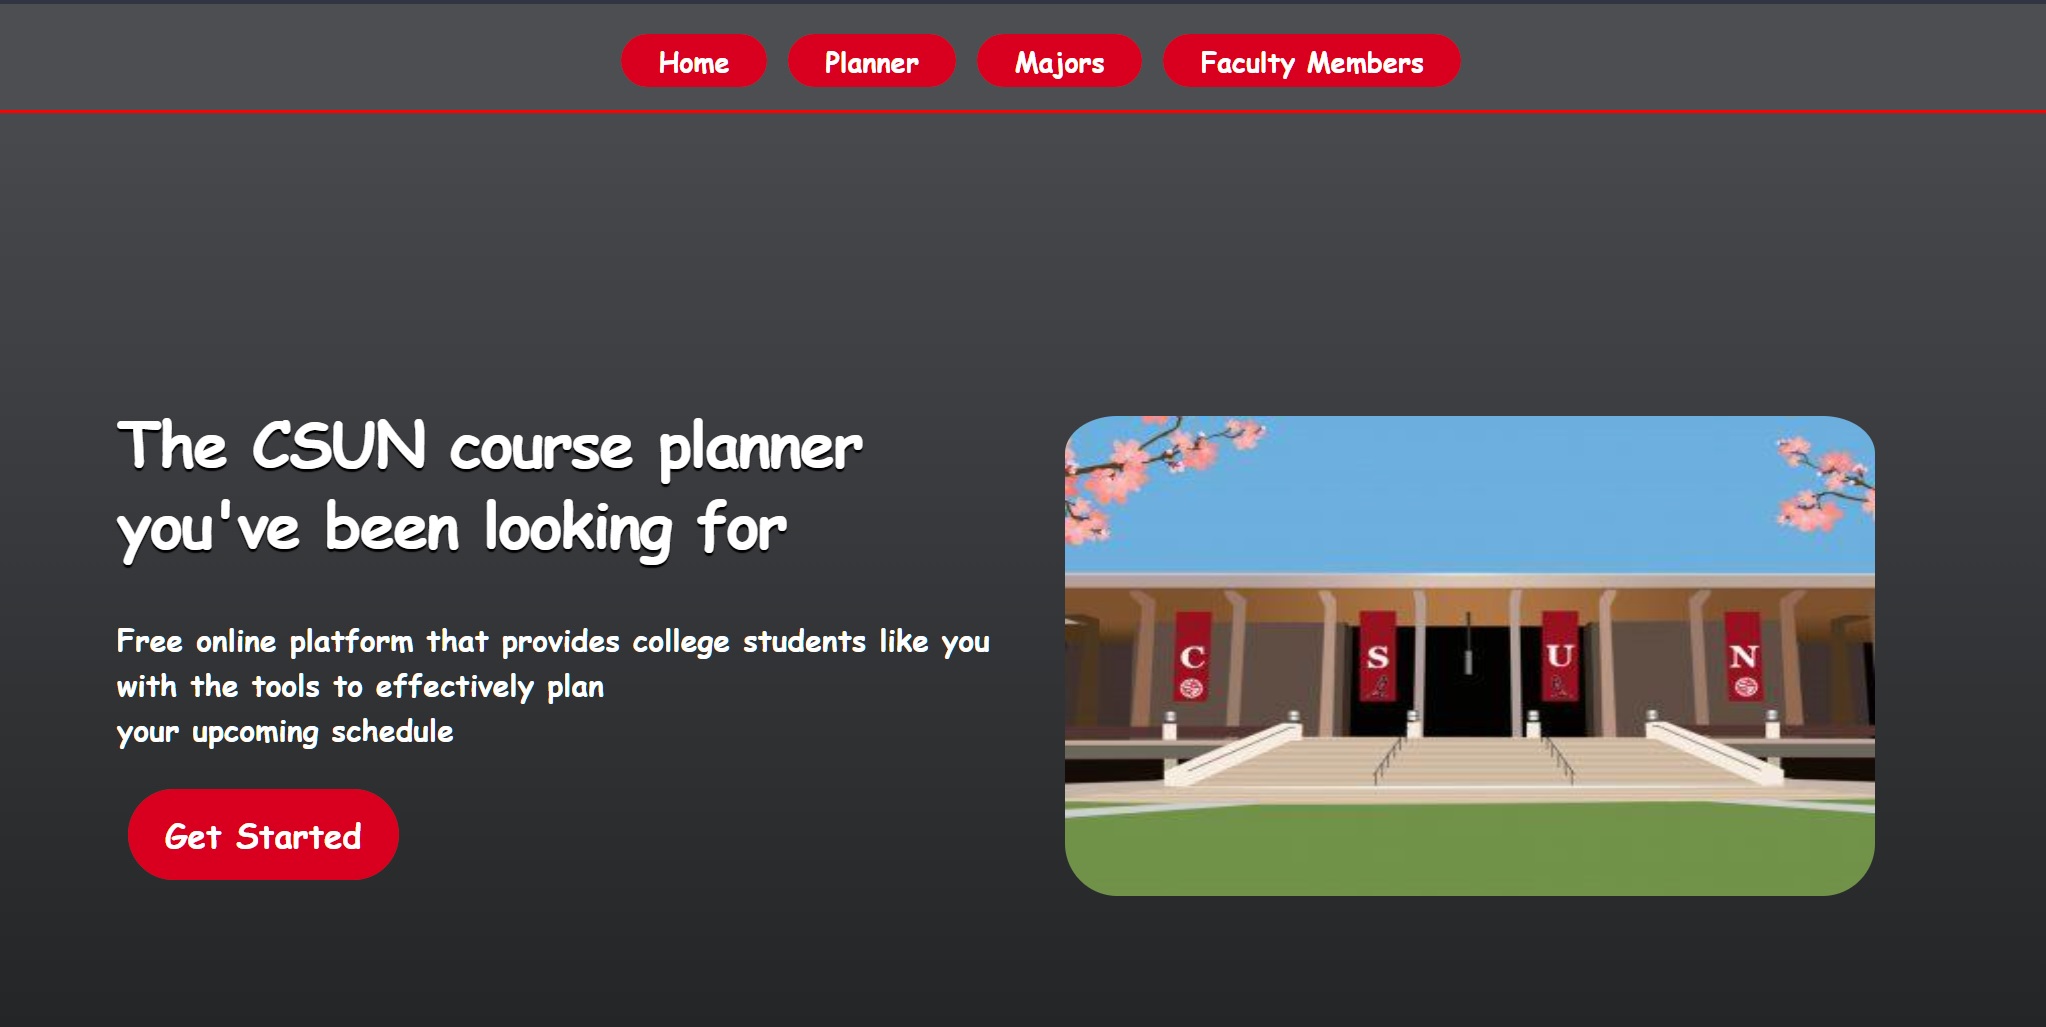 Home Planner Majors Faculty Members
The CSUN course planner
you've been looking for
Free online platform that provides college students like you
with the tools to effectively plan
your upcoming schedule
Get Started
C S U N